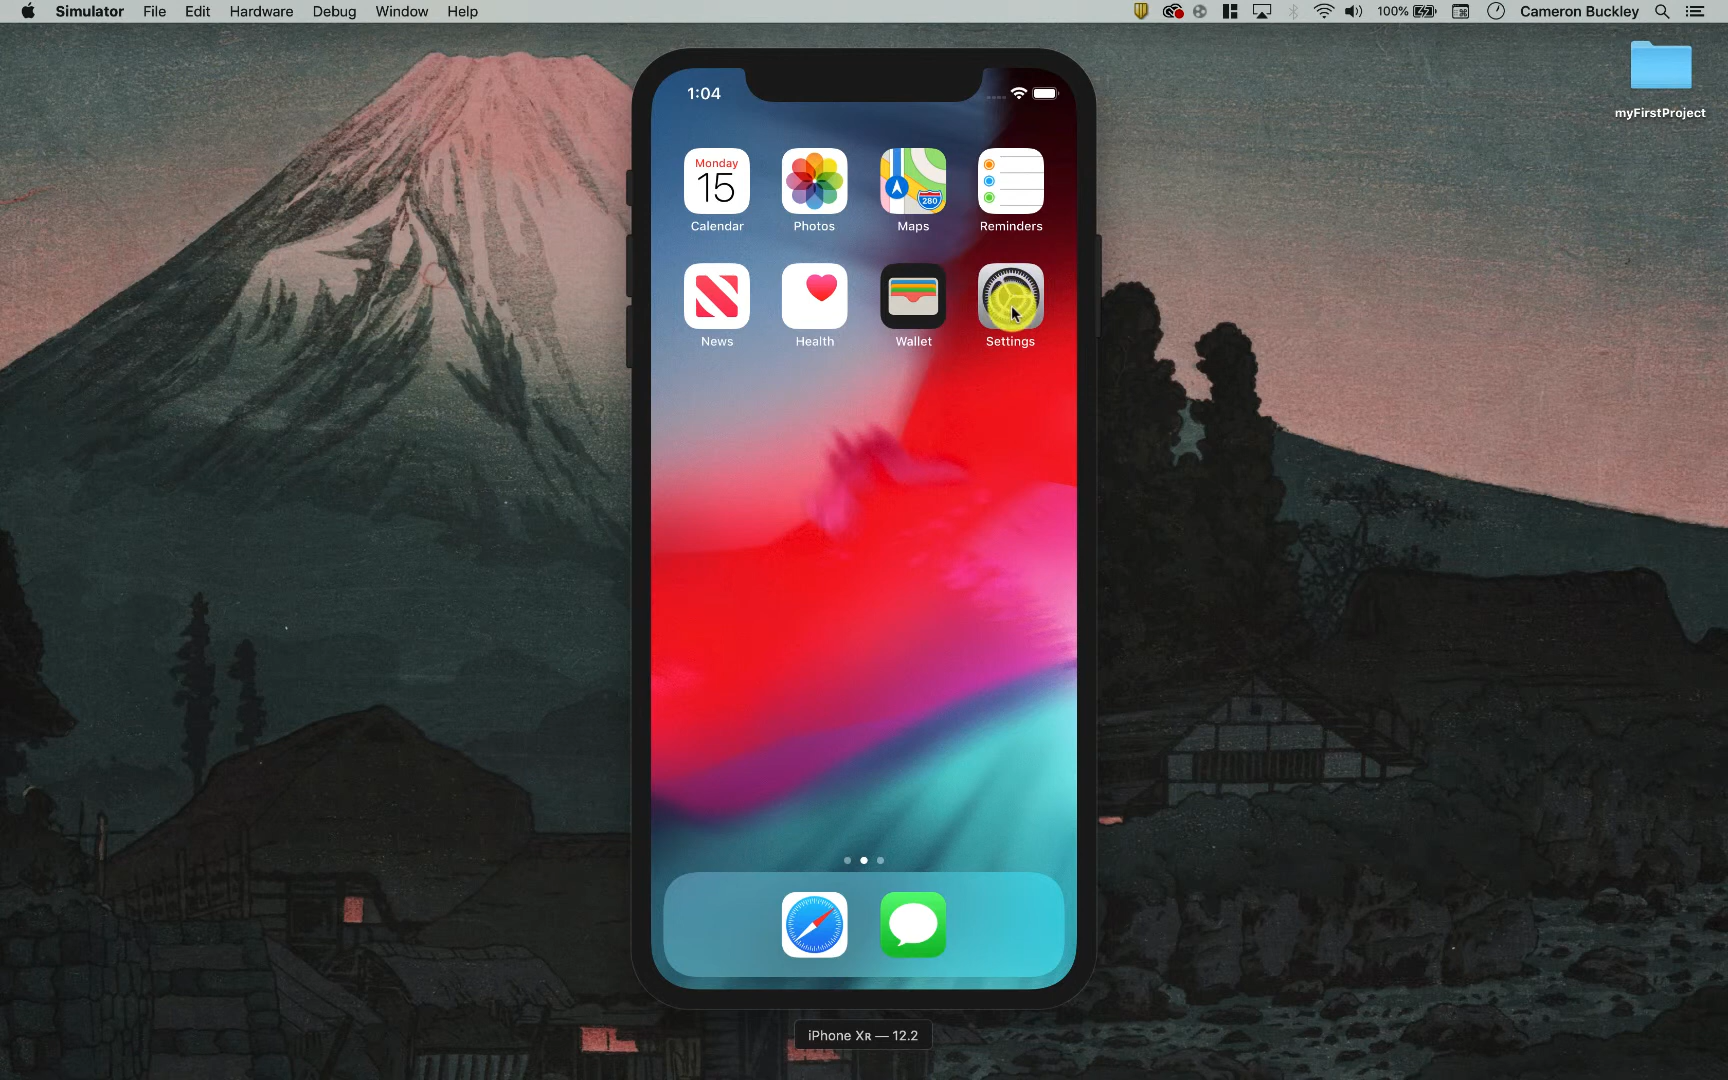 Simulator File Edit Hardware Debug Window Help 100% Cameron Buckley
myFirstProject
1:04
Monday
15
280
Calendar Photos Maps Reminders
News Health Wallet Settings
iPhone XR — 12.2